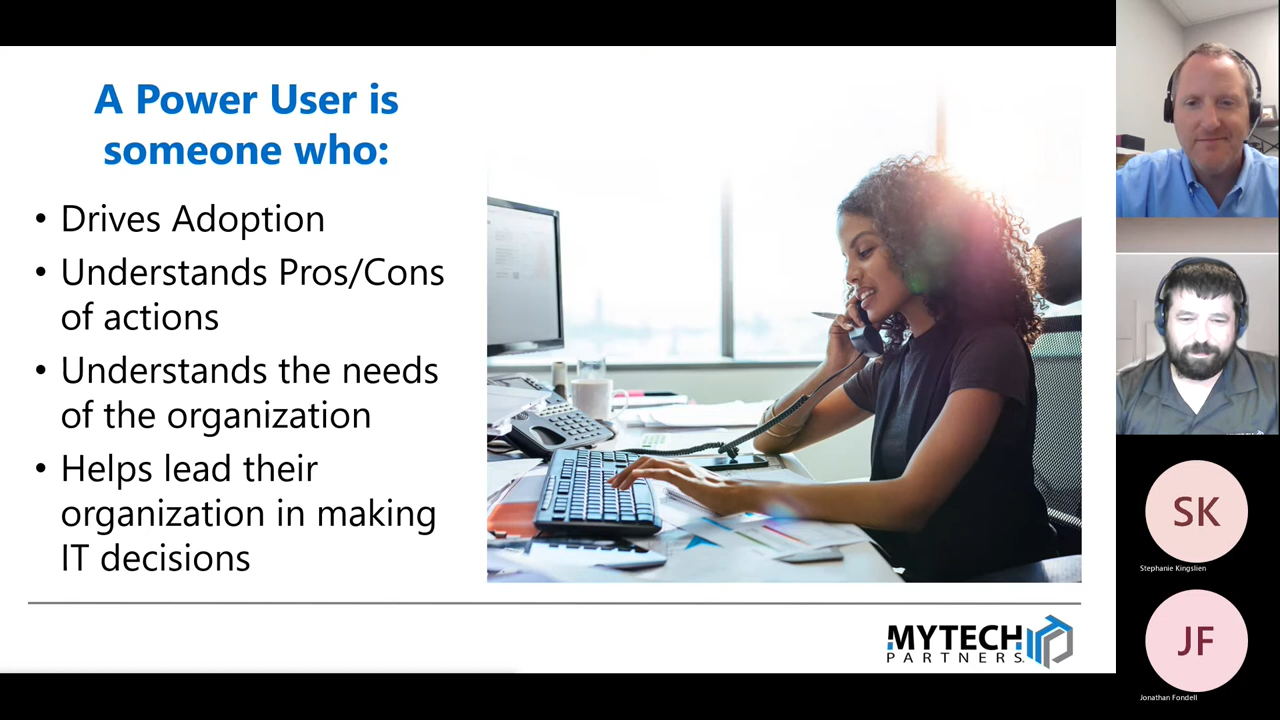 A Power User is
someone who:
• Drives Adoption
• Understands Pros/Cons
of actions
• Understands the needs
of the organization
• Helps lead their
organization in making
IT decisions
MYTECH
PARTNERS
SK
Stephanie Kingslien
JF
Jonathan Fondell